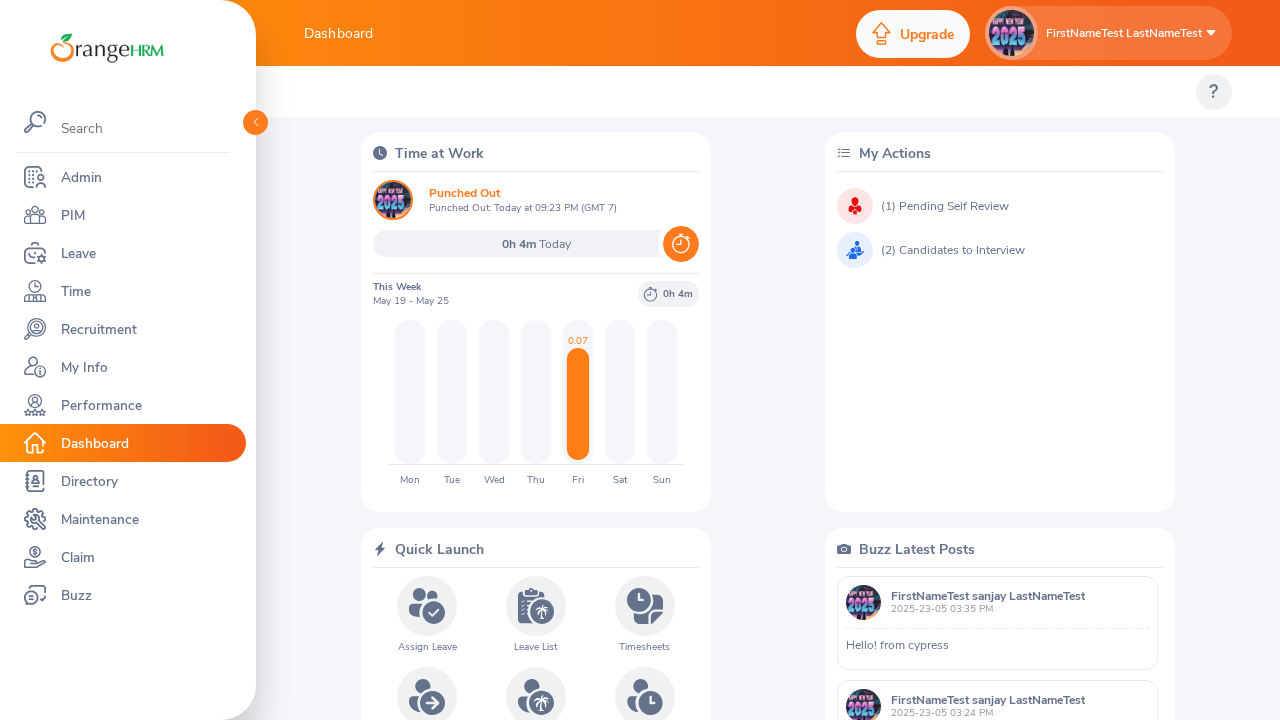 OrangeHRM
Dashboard
Upgrade
FirstNameTest LastNameTest
?
Search
Admin
PIM
Leave
Time
Recruitment
My Info
Performance
Dashboard
Directory
Maintenance
Claim
Buzz
Time at Work
Punched Out
Punched Out: Today at 09:23 PM (GMT 7)
0h 4m Today
This Week
May 19 - May 25
0h 4m
0.07
Mon Tue Wed Thu Fri Sat Sun
My Actions
(1) Pending Self Review
(2) Candidates to Interview
Quick Launch
Assign Leave
Leave List
Timesheets
Buzz Latest Posts
FirstNameTest sanjay LastNameTest
2025-23-05 03:35 PM
Hello! from cypress
FirstNameTest sanjay LastNameTest
2025-23-05 03:24 PM